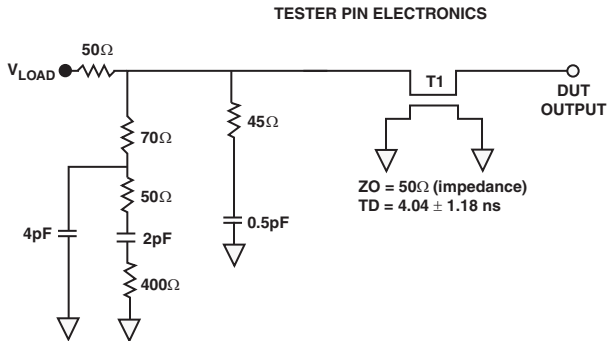 TESTER PIN ELECTRONICS
50Ω
VLOAD
T1
DUT
OUTPUT
70Ω
45Ω
50Ω
4pF
2pF
0.5pF
400Ω
ZO = 50Ω (impedance)
TD = 4.04 ± 1.18 ns